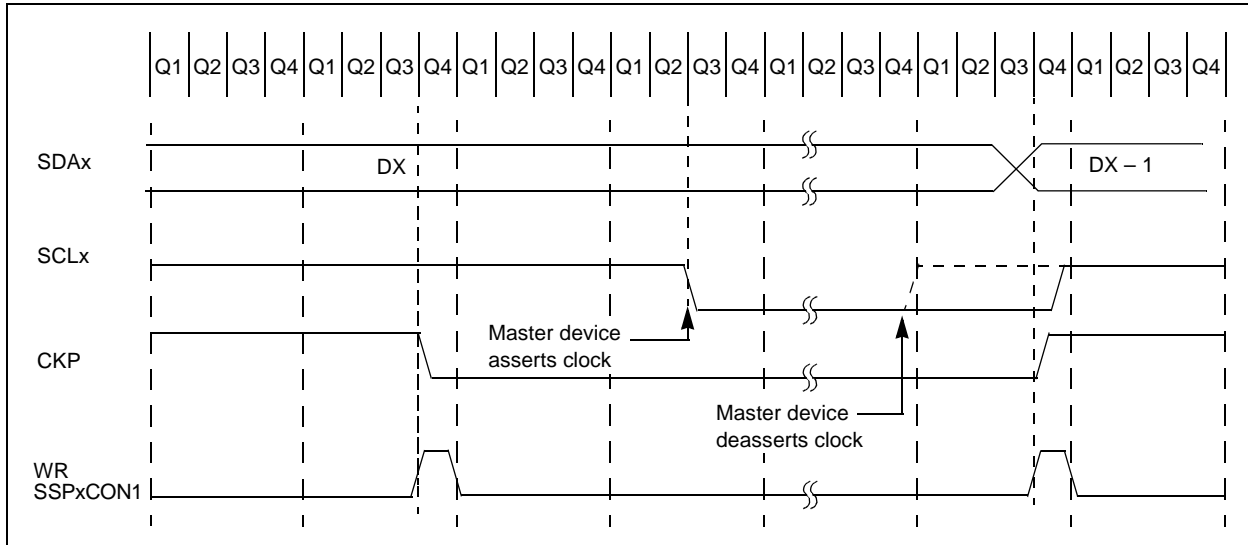 Q1 Q2 Q3 Q4 Q1 Q2 Q3 Q4 Q1 Q2 Q3 Q4 Q1 Q2 Q3 Q4 Q1 Q2 Q3 Q4 Q1 Q2 Q3 Q4 Q1 Q2 Q3 Q4
SDAx
DX
DX – 1
SCLx
Master device
asserts clock
CKP
Master device
deasserts clock
WR
SSPxCON1